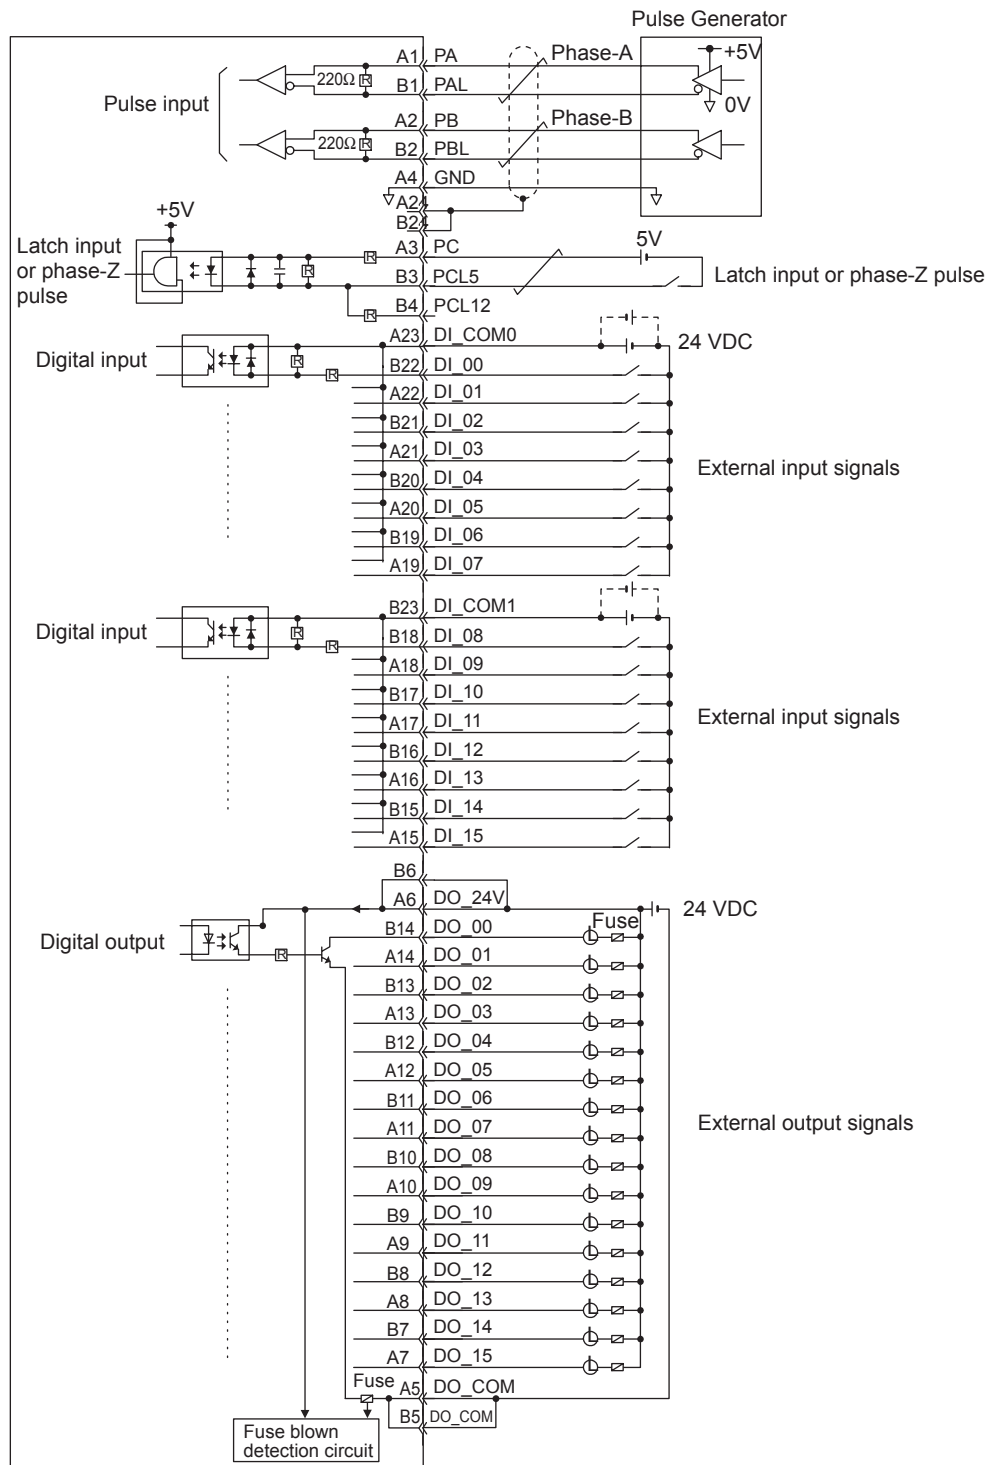 Pulse Generator
A1 PA Phase-A +5V
220Ω R
Pulse input
B1 PAL 0V
A2 PB Phase-B
220Ω R
B2 PBL
A4 GND
A24
+5V
B24
Latch input
or phase-Z
pulse
R A3 PC 5V
R B3 PCL5 Latch input or phase-Z pulse
R B4 PCL12
A23 DI_COM0 24 VDC
Digital input R
R B22 DI_00
A22 DI_01
B21 DI_02
A21 DI_03
External input signals
B20 DI_04
A20 DI_05
B19 DI_06
A19 DI_07
B23 DI_COM1
Digital input R
R B18 DI_08
A18 DI_09
B17 DI_10
External input signals
A17 DI_11
B16 DI_12
A16 DI_13
B15 DI_14
A15 DI_15
B6
A6 DO_24V 24 VDC
Fuse
B14 DO_00 L
Digital output
R
A14 DO_01 L
B13 DO_02 L
A13 DO_03 L
B12 DO_04 L
A12 DO_05 L
B11 DO_06 L
External output signals
A11 DO_07 L
B10 DO_08 L
A10 DO_09 L
B9 DO_10 L
A9 DO_11 L
B8 DO_12 L
A8 DO_13 L
B7 DO_14 L
A7 DO_15 L
Fuse
A5 DO_COM
B5 DO_COM
Fuse blown
detection circuit